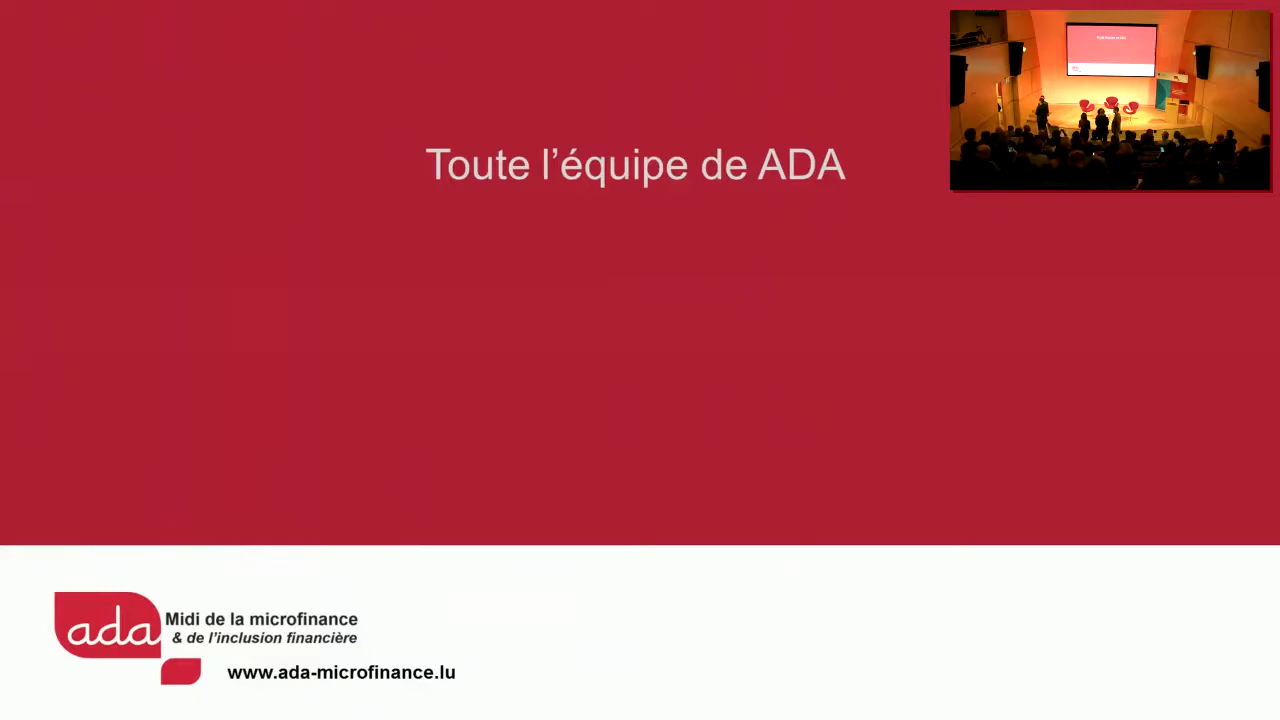 Toute l’équipe de ADA
ada
Midi de la microfinance
& de l’inclusion financière
www.ada-microfinance.lu